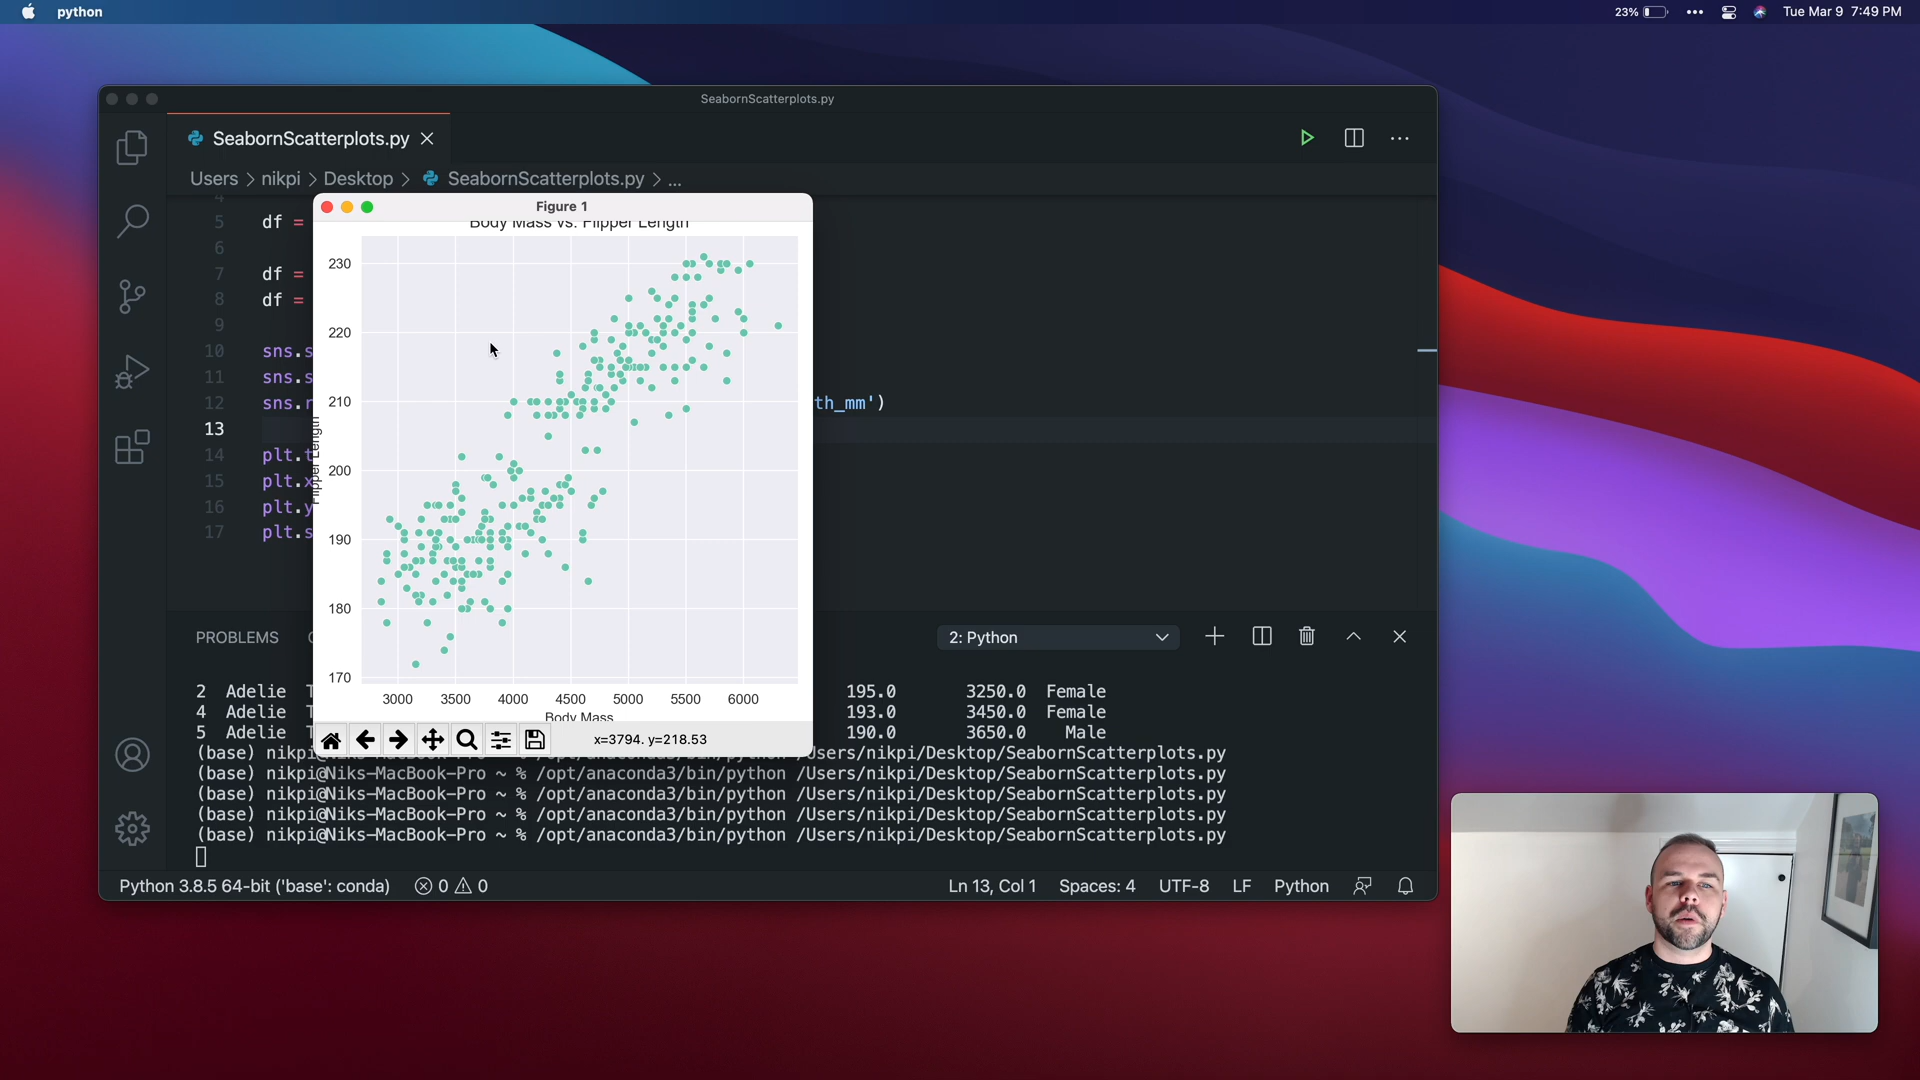 python
23%
Tue Mar 9 7:49 PM
SeabornScatterplots.py
SeabornScatterplots.py
Users > nikpi > Desktop > SeabornScatterplots.py > ...
Figure 1
Body Mass vs. Flipper Length
4
5 df =
6
7 df =
8 df =
9
10 sns.s
11 sns.s
12 sns.r
th_mm')
13
14 plt.t
15 plt.x
16 plt.y
17 plt.s
230
220
210
200
190
180
170
Flipper Length
3000 3500 4000 4500 5000 5500 6000
Body Mass
x=3794. y=218.53
PROBLEMS
2: Python
2 Adelie T 195.0 3250.0 Female
4 Adelie T 193.0 3450.0 Female
5 Adelie T 190.0 3650.0 Male
(base) nikpi@Niks-MacBook-Pro ~ % /opt/anaconda3/bin/python /Users/nikpi/Desktop/SeabornScatterplots.py
(base) nikpi@Niks-MacBook-Pro ~ % /opt/anaconda3/bin/python /Users/nikpi/Desktop/SeabornScatterplots.py
(base) nikpi@Niks-MacBook-Pro ~ % /opt/anaconda3/bin/python /Users/nikpi/Desktop/SeabornScatterplots.py
(base) nikpi@Niks-MacBook-Pro ~ % /opt/anaconda3/bin/python /Users/nikpi/Desktop/SeabornScatterplots.py
(base) nikpi@Niks-MacBook-Pro ~ % /opt/anaconda3/bin/python /Users/nikpi/Desktop/SeabornScatterplots.py
Python 3.8.5 64-bit ('base': conda) 0 0 Ln 13, Col 1 Spaces: 4 UTF-8 LF Python